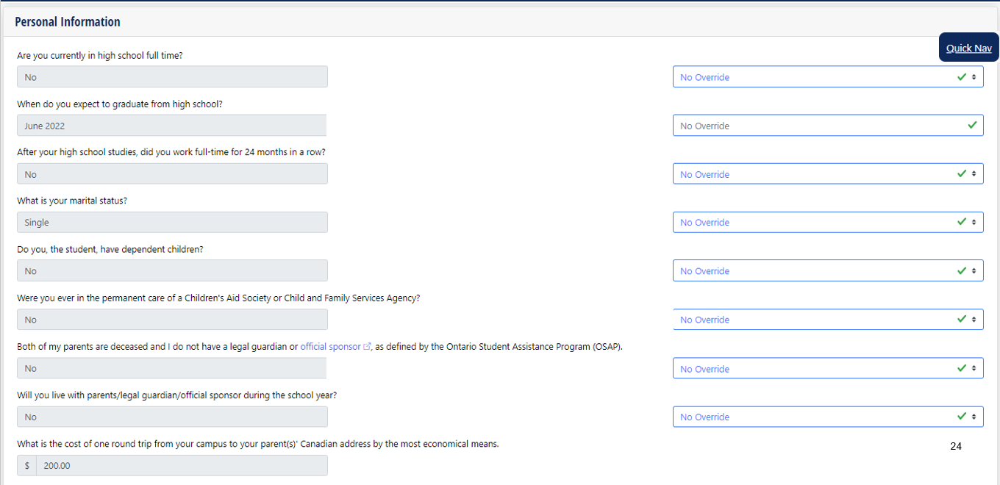 Personal Information
Quick Nav
Are you currently in high school full time?
No
No Override
When do you expect to graduate from high school?
June 2022
No Override
After your high school studies, did you work full-time for 24 months in a row?
No
No Override
What is your marital status?
Single
No Override
Do you, the student, have dependent children?
No
No Override
Were you ever in the permanent care of a Children's Aid Society or Child and Family Services Agency?
No
No Override
Both of my parents are deceased and I do not have a legal guardian or official sponsor, as defined by the Ontario Student Assistance Program (OSAP).
No
No Override
Will you live with parents/legal guardian/official sponsor during the school year?
No
No Override
What is the cost of one round trip from your campus to your parent(s)' Canadian address by the most economical means.
24
$ 200.00